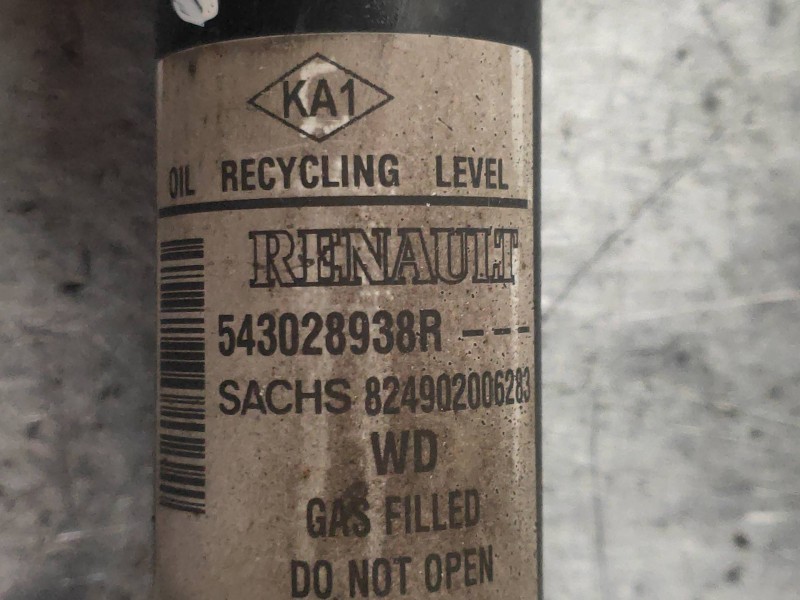 KA1
OIL RECYCLING LEVEL
RENAULT
543028938R ---
SACHS 824902006283
WD
GAS FILLED
DO NOT OPEN